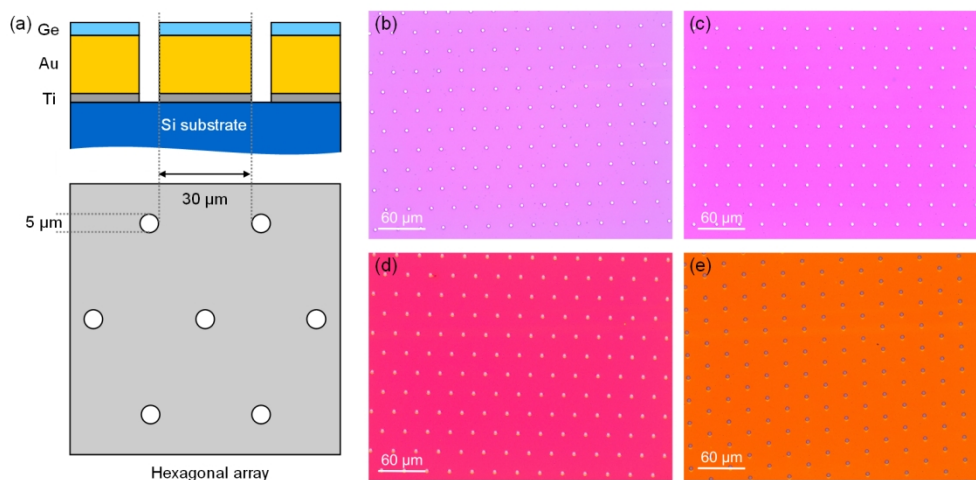 (a)
Ge
Au
Ti
Si substrate
30 μm
5 μm
Hexagonal array
(b)
60 μm
(c)
60 μm
(d)
60 μm
(e)
60 μm